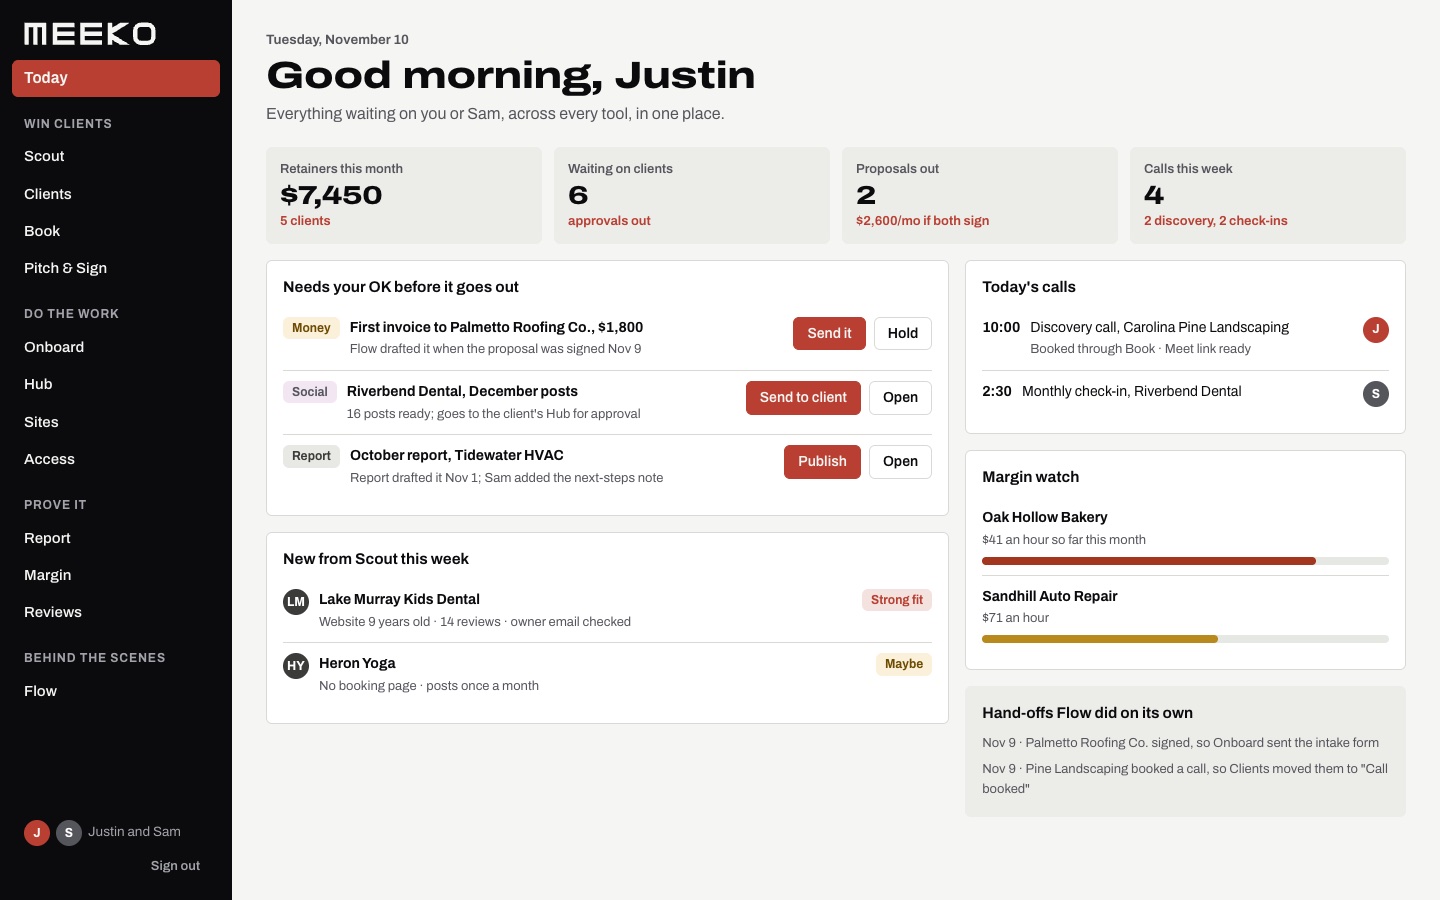 MEEKO
Today
WIN CLIENTS
Scout
Clients
Book
Pitch & Sign
DO THE WORK
Onboard
Hub
Sites
Access
PROVE IT
Report
Margin
Reviews
BEHIND THE SCENES
Flow
J S Justin and Sam
Sign out
Tuesday, November 10
Good morning, Justin
Everything waiting on you or Sam, across every tool, in one place.
Retainers this month
$7,450
5 clients
Waiting on clients
6
approvals out
Proposals out
2
$2,600/mo if both sign
Calls this week
4
2 discovery, 2 check-ins
Needs your OK before it goes out
Money First invoice to Palmetto Roofing Co., $1,800 Send it Hold
Flow drafted it when the proposal was signed Nov 9
Social Riverbend Dental, December posts Send to client Open
16 posts ready; goes to the client's Hub for approval
Report October report, Tidewater HVAC Publish Open
Report drafted it Nov 1; Sam added the next-steps note
New from Scout this week
LM Lake Murray Kids Dental Strong fit
Website 9 years old · 14 reviews · owner email checked
HY Heron Yoga Maybe
No booking page · posts once a month
Today's calls
10:00 Discovery call, Carolina Pine Landscaping J
Booked through Book · Meet link ready
2:30 Monthly check-in, Riverbend Dental S
Margin watch
Oak Hollow Bakery
$41 an hour so far this month
Sandhill Auto Repair
$71 an hour
Hand-offs Flow did on its own
Nov 9 · Palmetto Roofing Co. signed, so Onboard sent the intake form
Nov 9 · Pine Landscaping booked a call, so Clients moved them to "Call
booked"